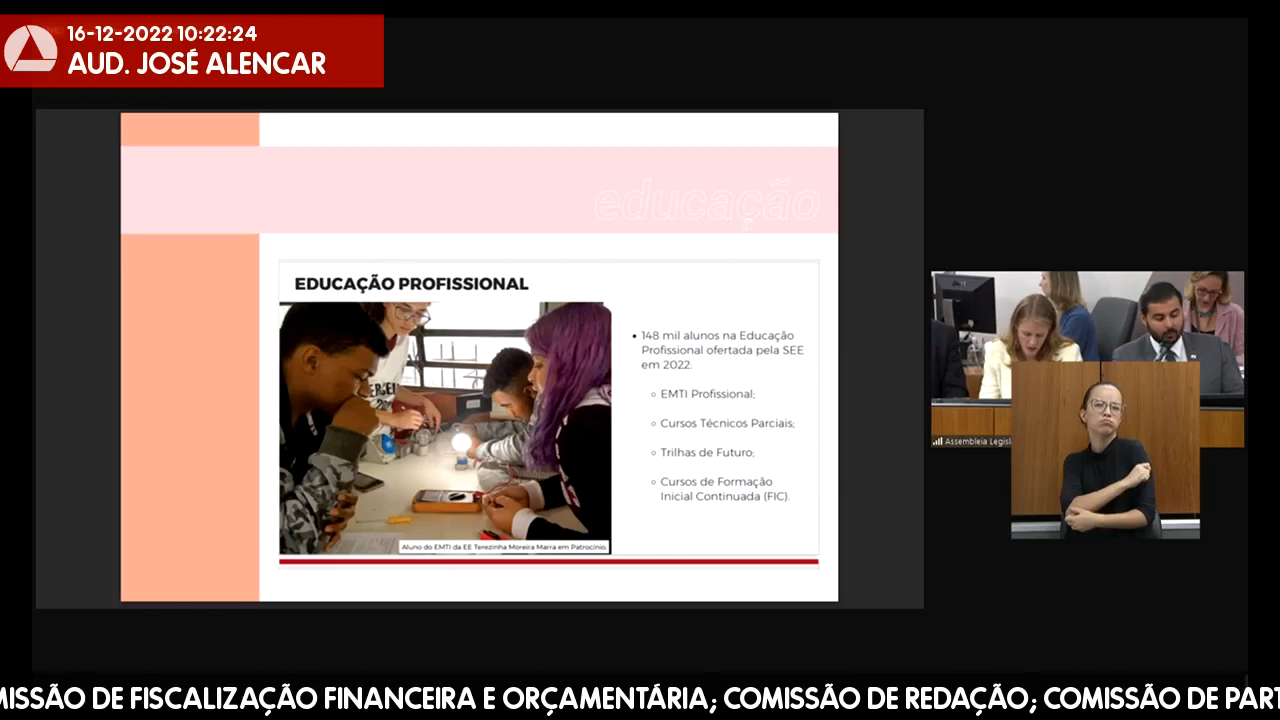 16-12-2022 10:22:24
AUD. JOSÉ ALENCAR
educação
EDUCAÇÃO PROFISSIONAL
• 148 mil alunos na Educação
Profissional ofertada pela SEE
em 2022.
◦ EMTI Profissional;
◦ Cursos Técnicos Parciais;
◦ Trilhas de Futuro;
◦ Cursos de Formação
Inicial Continuada (FIC).
Aluno do EMTI da EE Terezinha Moreira Marra em Patrocínio.
Assembleia Legisl
MISSÃO DE FISCALIZAÇÃO FINANCEIRA E ORÇAMENTÁRIA; COMISSÃO DE REDAÇÃO; COMISSÃO DE PART